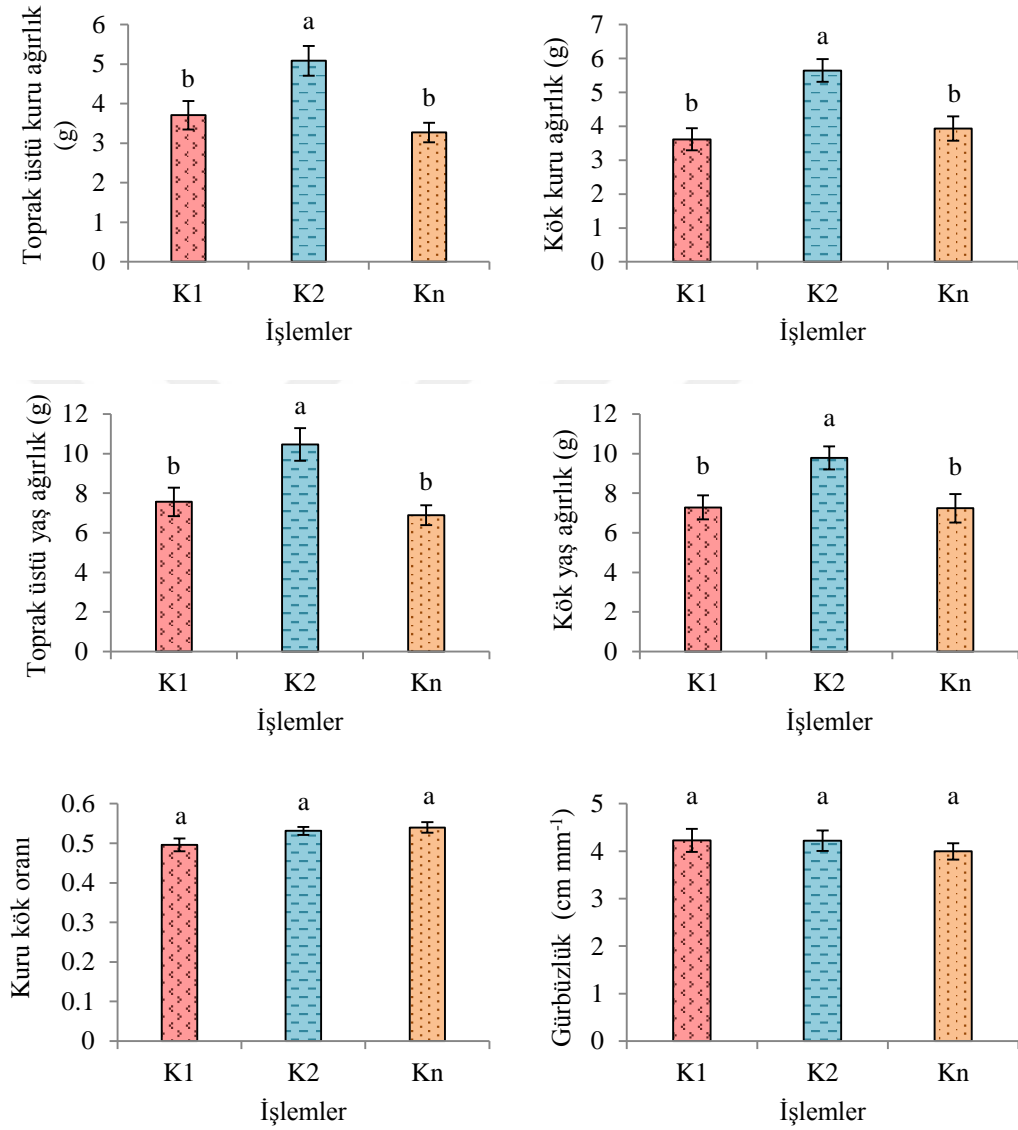 Toprak üstü kuru ağırlık
(g)
6
5
4
3
2
1
0
b
a
b
K1
K2
Kn
İşlemler
Kök kuru ağırlık (g)
7
6
5
4
3
2
1
0
b
a
b
K1
K2
Kn
İşlemler
Toprak üstü yaş ağırlık (g)
12
10
8
6
4
2
0
b
a
b
K1
K2
Kn
İşlemler
Kök yaş ağırlık (g)
12
10
8
6
4
2
0
b
a
b
K1
K2
Kn
İşlemler
Kuru kök oranı
0.6
0.5
0.4
0.3
0.2
0.1
0
a
a
a
K1
K2
Kn
İşlemler
Gürbüzlük (cm mm⁻¹)
5
4
3
2
1
0
a
a
a
K1
K2
Kn
İşlemler